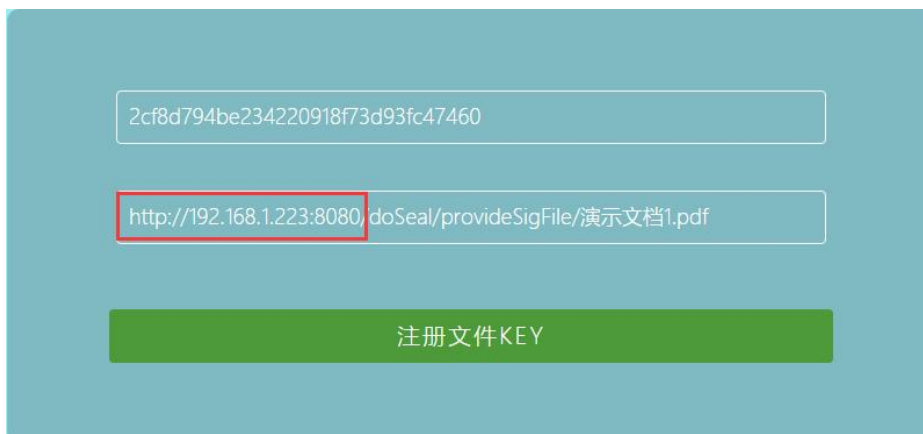 2cf8d794be234220918f73d93fc47460
http://192.168.1.223:8080/doSeal/provideSigFile/演示文档1.pdf
注册文件KEY